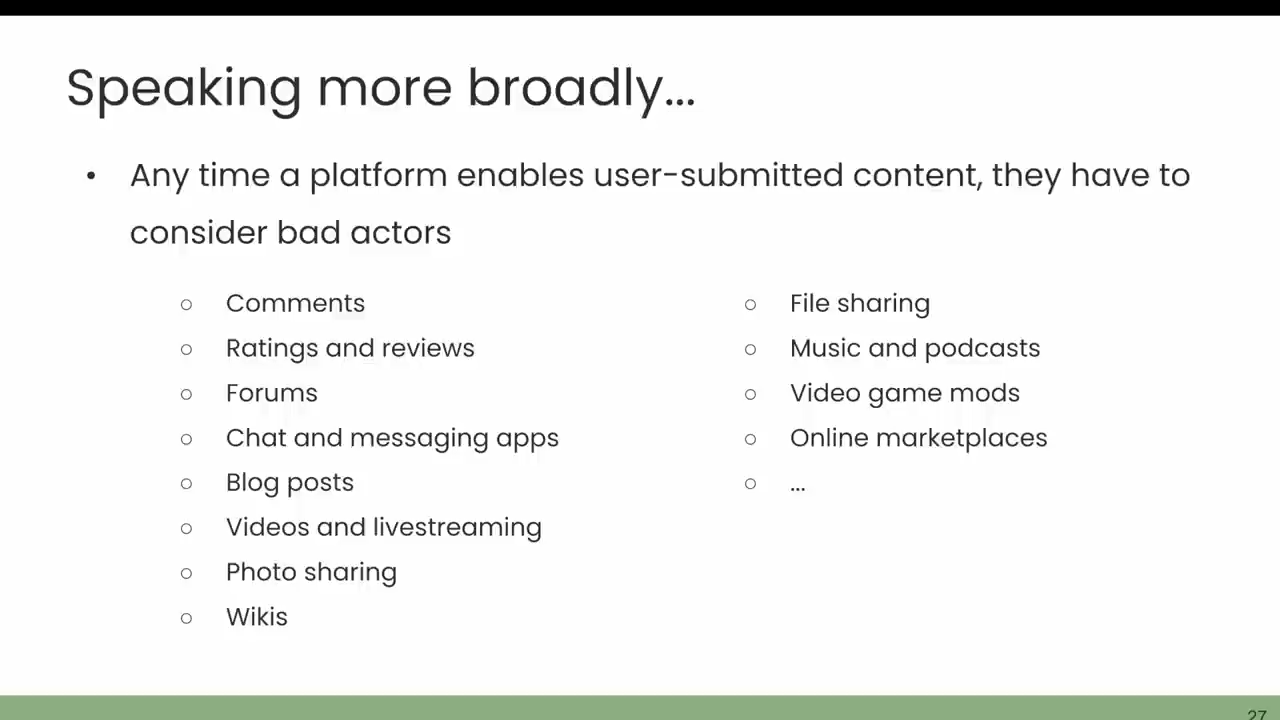 Speaking more broadly...
• Any time a platform enables user-submitted content, they have to
consider bad actors
○ Comments
○ Ratings and reviews
○ Forums
○ Chat and messaging apps
○ Blog posts
○ Videos and livestreaming
○ Photo sharing
○ Wikis
○ File sharing
○ Music and podcasts
○ Video game mods
○ Online marketplaces
○ ...
27